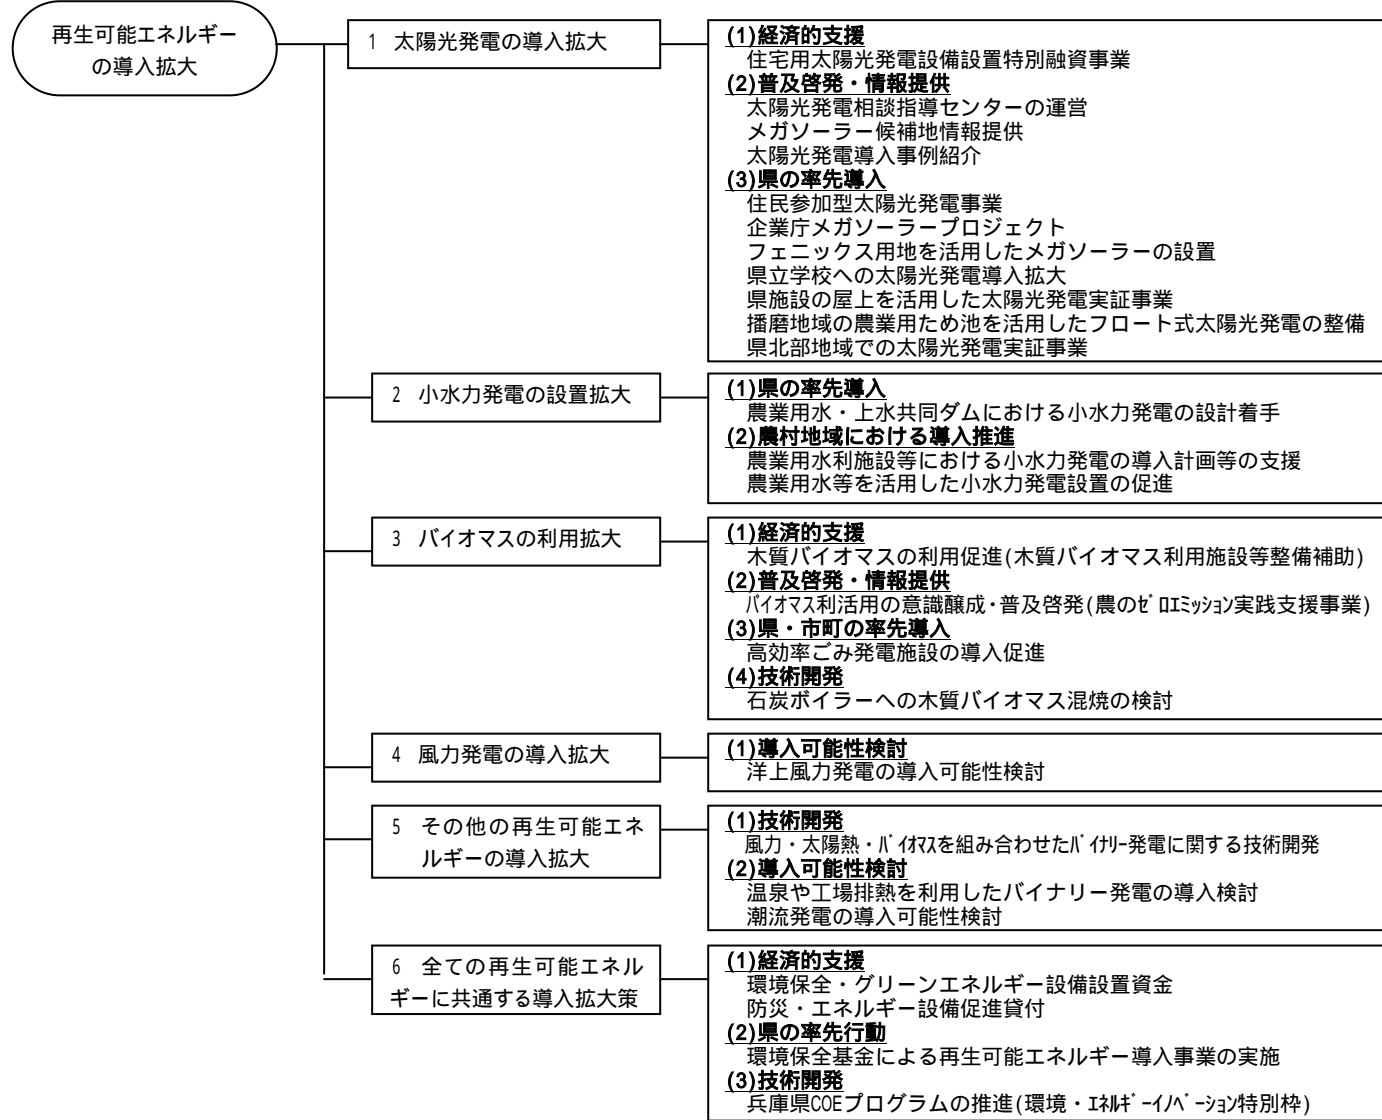 再生可能エネルギー
の導入拡大
1 太陽光発電の導入拡大
(1)経済的支援
住宅用太陽光発電設備設置特別融資事業
(2)普及啓発・情報提供
太陽光発電相談指導センターの運営
メガソーラー候補地情報提供
太陽光発電導入事例紹介
(3)県の率先導入
住民参加型太陽光発電事業
企業庁メガソーラープロジェクト
フェニックス用地を活用したメガソーラーの設置
県立学校への太陽光発電導入拡大
県施設の屋上を活用した太陽光発電実証事業
播磨地域の農業用ため池を活用したフロート式太陽光発電の整備
県北部地域での太陽光発電実証事業
2 小水力発電の設置拡大
(1)県の率先導入
農業用水・上水共同ダムにおける小水力発電の設計着手
(2)農村地域における導入推進
農業用水利施設等における小水力発電の導入計画等の支援
農業用水等を活用した小水力発電設置の促進
3 バイオマスの利用拡大
(1)経済的支援
木質バイオマスの利用促進(木質バイオマス利用施設等整備補助)
(2)普及啓発・情報提供
バイオマス利活用の意識醸成・普及啓発(農のゼロエミッション実践支援事業)
(3)県・市町の率先導入
高効率ごみ発電施設の導入促進
(4)技術開発
石炭ボイラーへの木質バイオマス混焼の検討
4 風力発電の導入拡大
(1)導入可能性検討
洋上風力発電の導入可能性検討
5 その他の再生可能エネ
ルギーの導入拡大
(1)技術開発
風力・太陽熱・バイオマスを組み合わせたバイナリー発電に関する技術開発
(2)導入可能性検討
温泉や工場排熱を利用したバイナリー発電の導入検討
潮流発電の導入可能性検討
6 全ての再生可能エネル
ギーに共通する導入拡大策
(1)経済的支援
環境保全・グリーンエネルギー設備設置資金
防災・エネルギー設備促進貸付
(2)県の率先行動
環境保全基金による再生可能エネルギー導入事業の実施
(3)技術開発
兵庫県COEプログラムの推進(環境・エネルギーイノベーション特別枠)